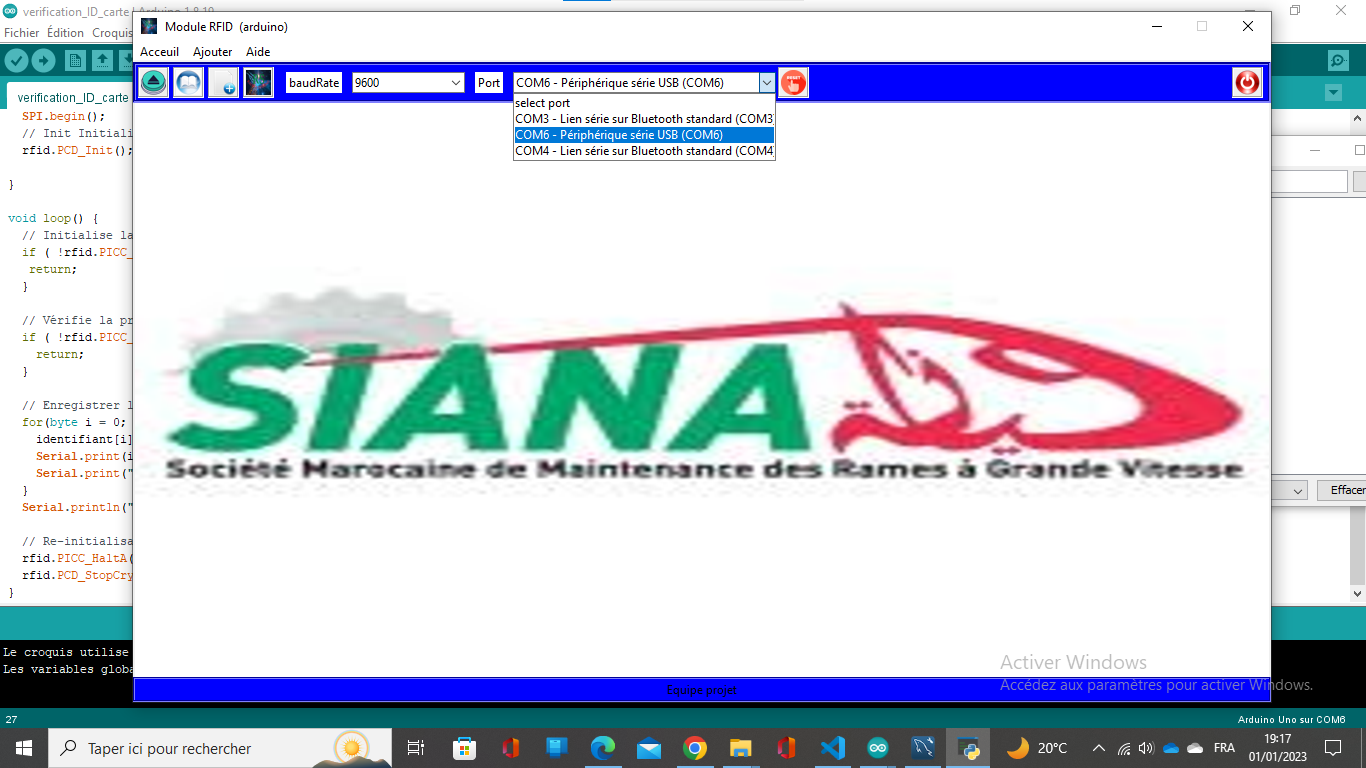 verification_ID_carte | Arduino 1.8.19
Fichier Édition Croquis
Module RFID (arduino)
Acceuil Ajouter Aide
baudRate 9600 Port COM6 - Périphérique série USB (COM6) RESET
select port
COM3 - Lien série sur Bluetooth standard (COM3
COM6 - Périphérique série USB (COM6)
COM4 - Lien série sur Bluetooth standard (COM4
verification_ID_carte
SPI.begin();
// Init Initiali
rfid.PCD_Init();
}
void loop() {
// Initialise la
if ( !rfid.PICC_
return;
}
// Vérifie la pr
if ( !rfid.PICC_
return;
}
// Enregistrer l
for(byte i = 0;
identifiant[i]
Serial.print(i
Serial.print("
}
Serial.println("
// Re-initialisa
rfid.PICC_HaltA(
rfid.PCD_StopCry
}
SIANA صيانة
Société Marocaine de Maintenance des Rames à Grande Vitesse
Effacer
Le croquis utilise
Les variables globa
Activer Windows
Accédez aux paramètres pour activer Windows.
Equipe projet
27
Arduino Uno sur COM6
Taper ici pour rechercher
20°C
FRA
19:17
01/01/2023